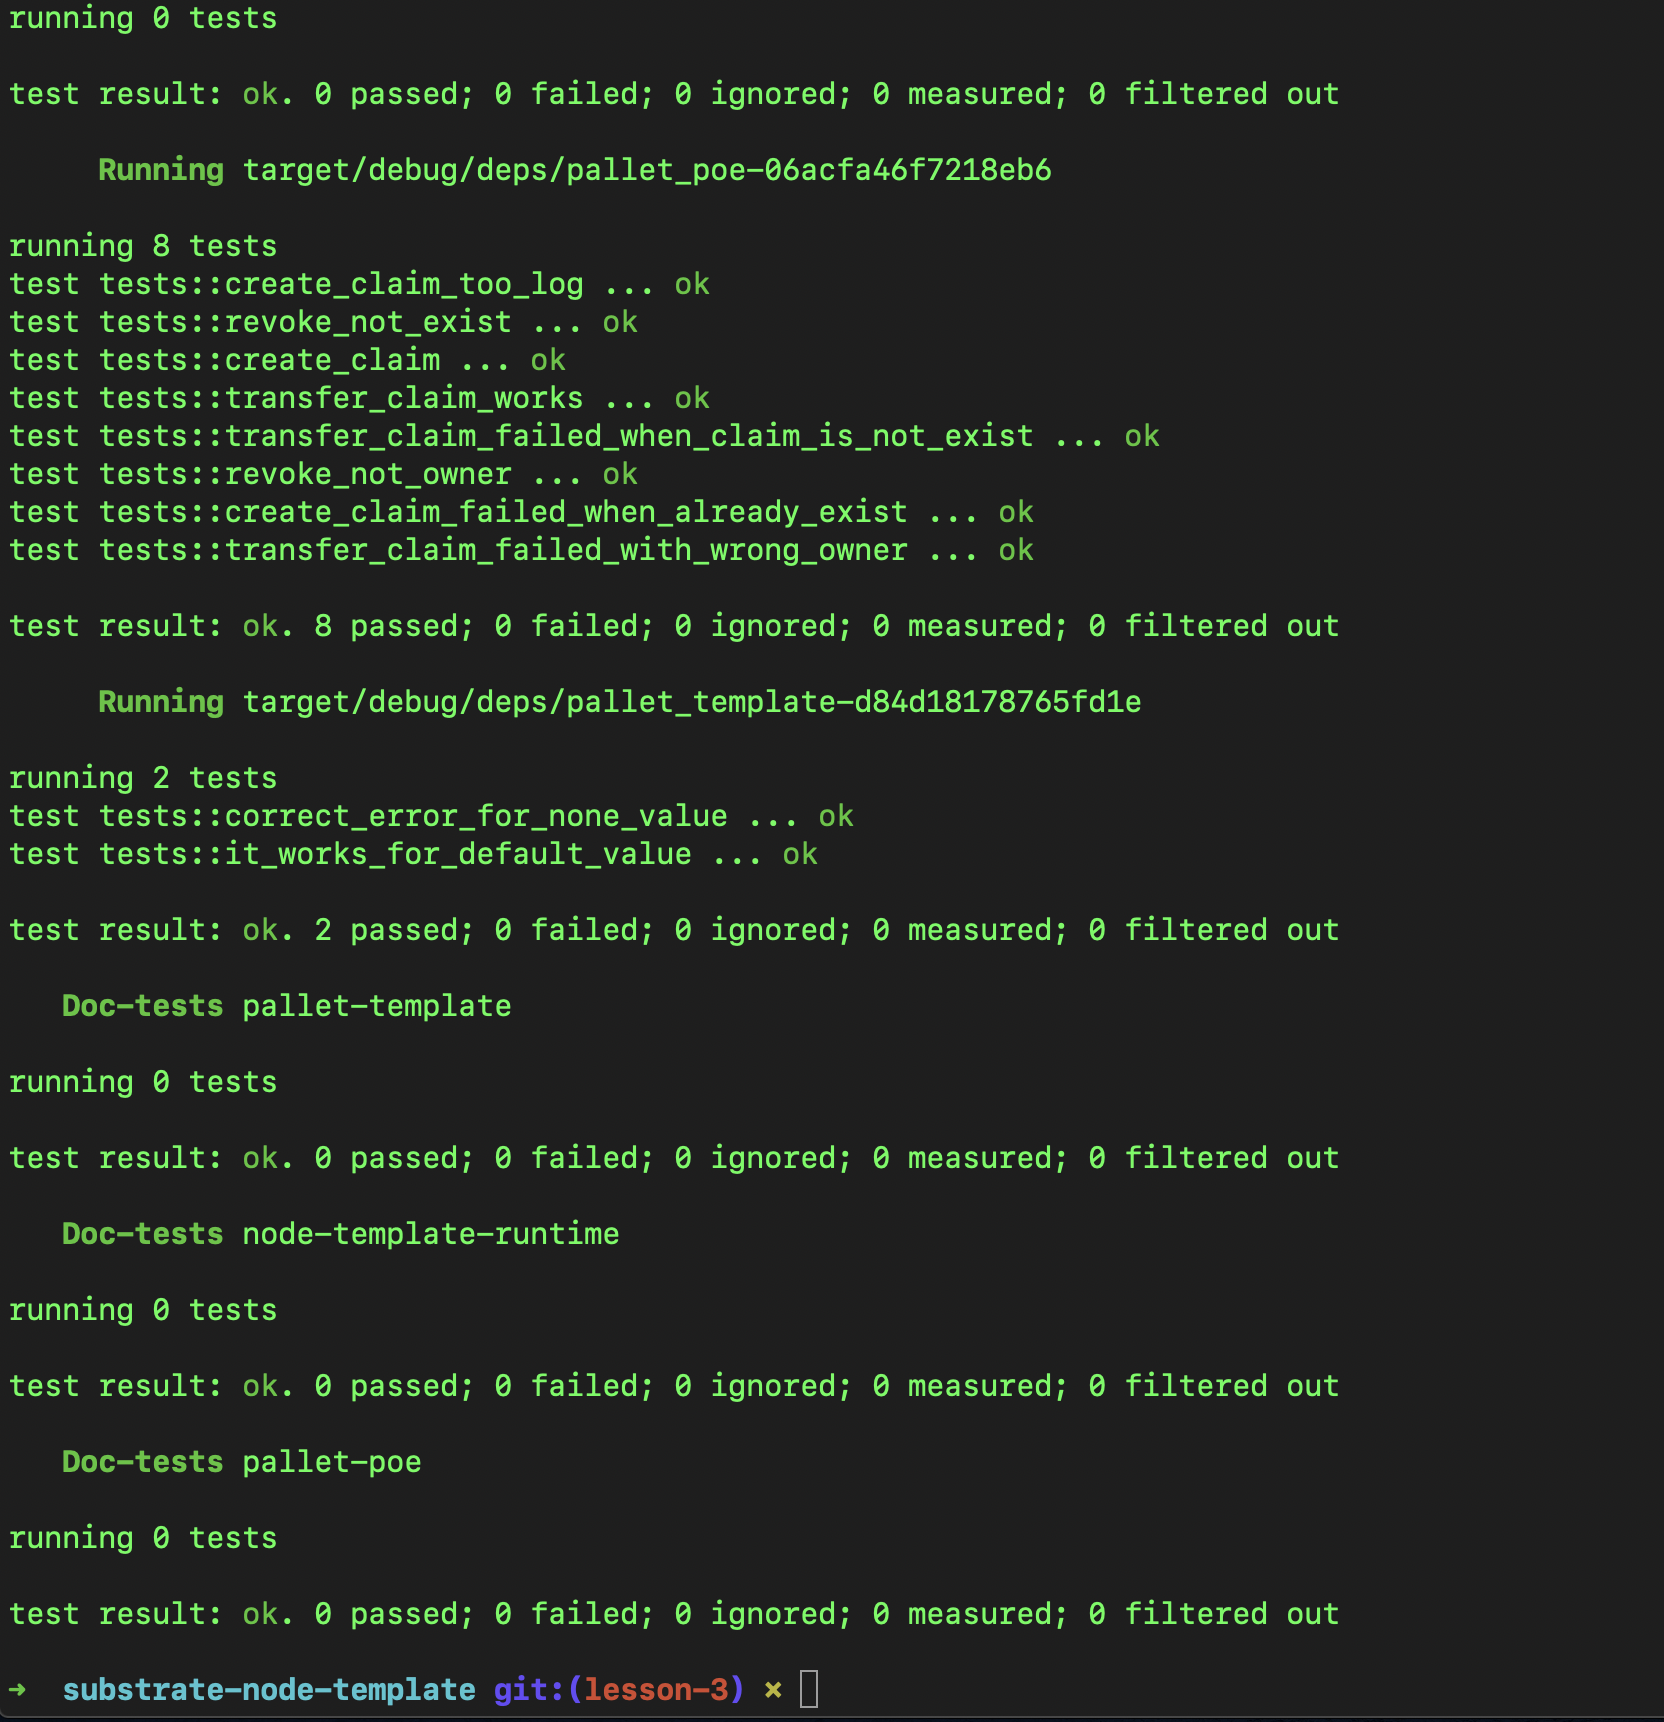 running 0 tests
test result: ok. 0 passed; 0 failed; 0 ignored; 0 measured; 0 filtered out
Running target/debug/deps/pallet_poe-06acfa46f7218eb6
running 8 tests
test tests::create_claim_too_log ... ok
test tests::revoke_not_exist ... ok
test tests::create_claim ... ok
test tests::transfer_claim_works ... ok
test tests::transfer_claim_failed_when_claim_is_not_exist ... ok
test tests::revoke_not_owner ... ok
test tests::create_claim_failed_when_already_exist ... ok
test tests::transfer_claim_failed_with_wrong_owner ... ok
test result: ok. 8 passed; 0 failed; 0 ignored; 0 measured; 0 filtered out
Running target/debug/deps/pallet_template-d84d18178765fd1e
running 2 tests
test tests::correct_error_for_none_value ... ok
test tests::it_works_for_default_value ... ok
test result: ok. 2 passed; 0 failed; 0 ignored; 0 measured; 0 filtered out
Doc-tests pallet-template
running 0 tests
test result: ok. 0 passed; 0 failed; 0 ignored; 0 measured; 0 filtered out
Doc-tests node-template-runtime
running 0 tests
test result: ok. 0 passed; 0 failed; 0 ignored; 0 measured; 0 filtered out
Doc-tests pallet-poe
running 0 tests
test result: ok. 0 passed; 0 failed; 0 ignored; 0 measured; 0 filtered out
➜ substrate-node-template git:(lesson-3) ✗